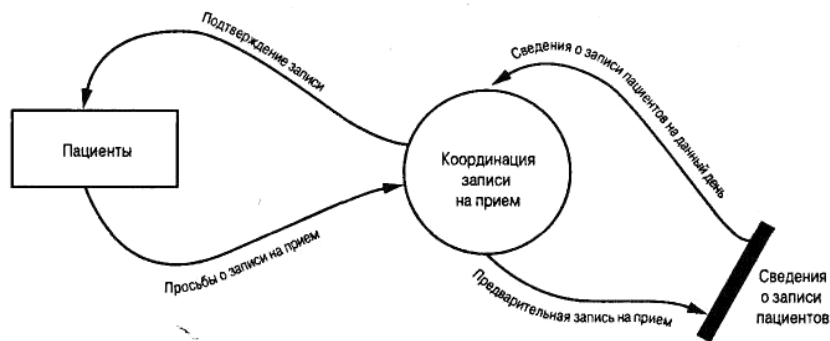 Подтверждение записи
Сведения о записи пациентов на данный день
Пациенты
Координация
записи
на прием
Просьбы о записи на прием
Предварительная запись на прием
Сведения
о записи
пациентов